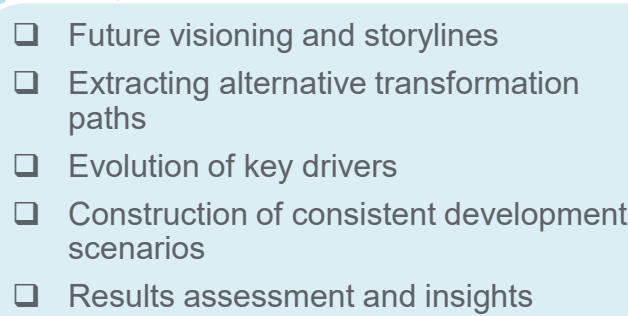 ❑ Future visioning and storylines
❑ Extracting alternative transformation
paths
❑ Evolution of key drivers
❑ Construction of consistent development
scenarios
❑ Results assessment and insights